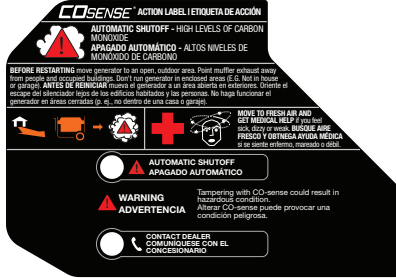 COSENSE® ACTION LABEL I ETIQUETA DE ACCIÓN
AUTOMATIC SHUTOFF - HIGH LEVELS OF CARBON
MONOXIDE
APAGADO AUTOMÁTICO - ALTOS NIVELES DE
MONÓXIDO DE CARBONO
BEFORE RESTARTING move generator to an open, outdoor area. Point muffler exhaust away
from people and occupied buildings. Don't run generator in enclosed areas (E.G. Not in house
or garage). ANTES DE REINICIAR mueva el generador a un área abierta en exteriores. Oriente el
escape del silenciador lejos de los edificios habitados y las personas. No haga funcionar el
generador en áreas cerradas (p. ej., no dentro de una casa o garaje).
MOVE TO FRESH AIR AND
GET MEDICAL HELP if you feel
sick, dizzy or weak. BUSQUE AIRE
FRESCO Y OBTNEGA AYUDA MÉDICA
si se siente enfermo, mareado o débil.
AUTOMATIC SHUTOFF
APAGADO AUTOMÁTICO
WARNING
ADVERTENCIA
Tampering with CO-sense could result in
hazardous condition.
Alterar CO-sense puede provocar una
condición peligrosa.
CONTACT DEALER
COMUNÍQUESE CON EL
CONCESIONARIO